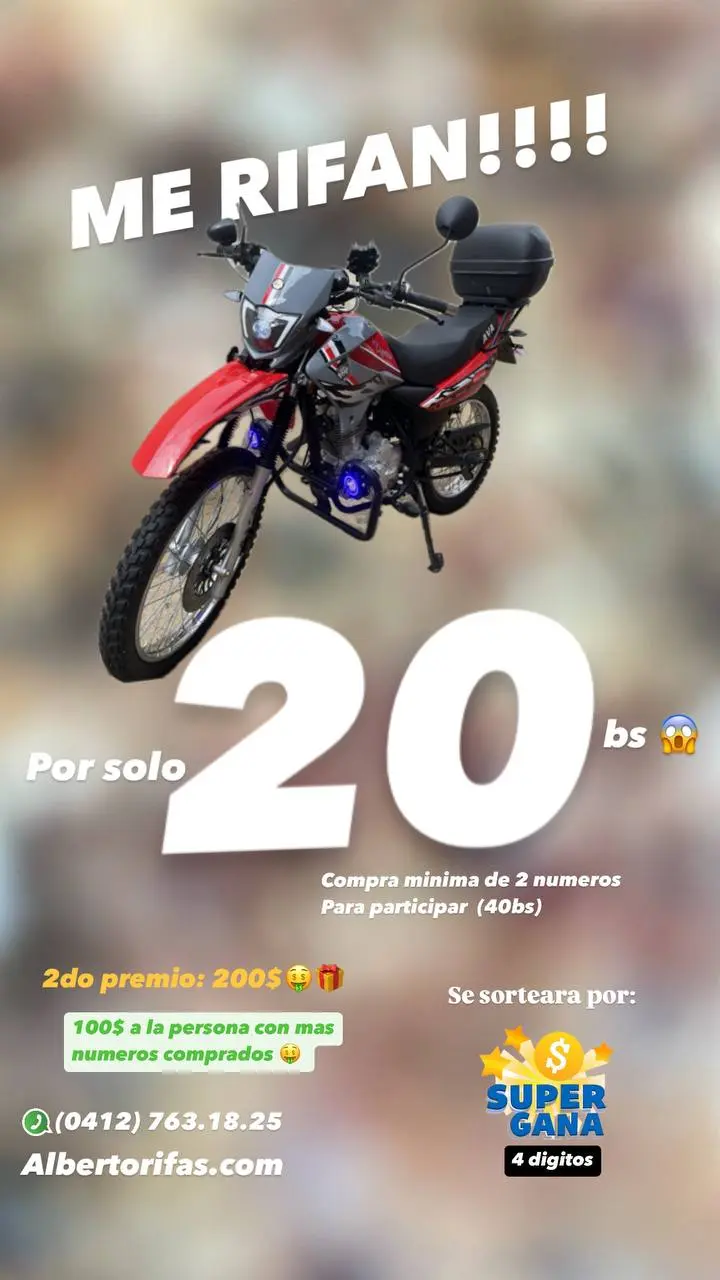 ME RIFAN!!!!
AVA
Por solo 20 bs 😱
Compra minima de 2 numeros
Para participar (40bs)
2do premio: 200$🤑🎁
100$ a la persona con mas
numeros comprados 🤑
(0412) 763.18.25
Albertorifas.com
Se sorteara por:
$
SUPER
GANA
4 digitos